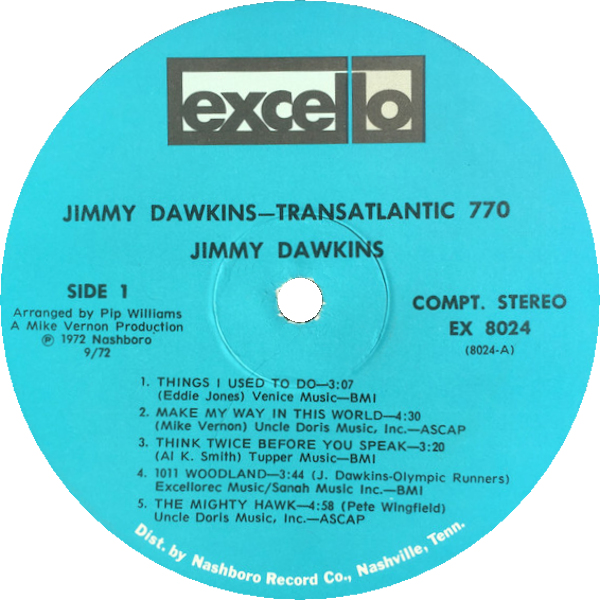 excello
JIMMY DAWKINS—TRANSATLANTIC 770
JIMMY DAWKINS
SIDE 1
Arranged by Pip Williams
A Mike Vernon Production
℗ 1972 Nashboro
9/72
COMPT. STEREO
EX 8024
(8024-A)
1. THINGS I USED TO DO—3:07
(Eddie Jones) Venice Music—BMI
2. MAKE MY WAY IN THIS WORLD—4:30
(Mike Vernon) Uncle Doris Music, Inc.—ASCAP
3. THINK TWICE BEFORE YOU SPEAK—3:20
(Al K. Smith) Tupper Music—BMI
4. 1011 WOODLAND—3:44 (J. Dawkins-Olympic Runners)
Excellorec Music/Sanah Music Inc.—BMI
5. THE MIGHTY HAWK—4:58 (Pete Wingfield)
Uncle Doris Music, Inc.—ASCAP
Dist. by Nashboro Record Co., Nashville, Tenn.